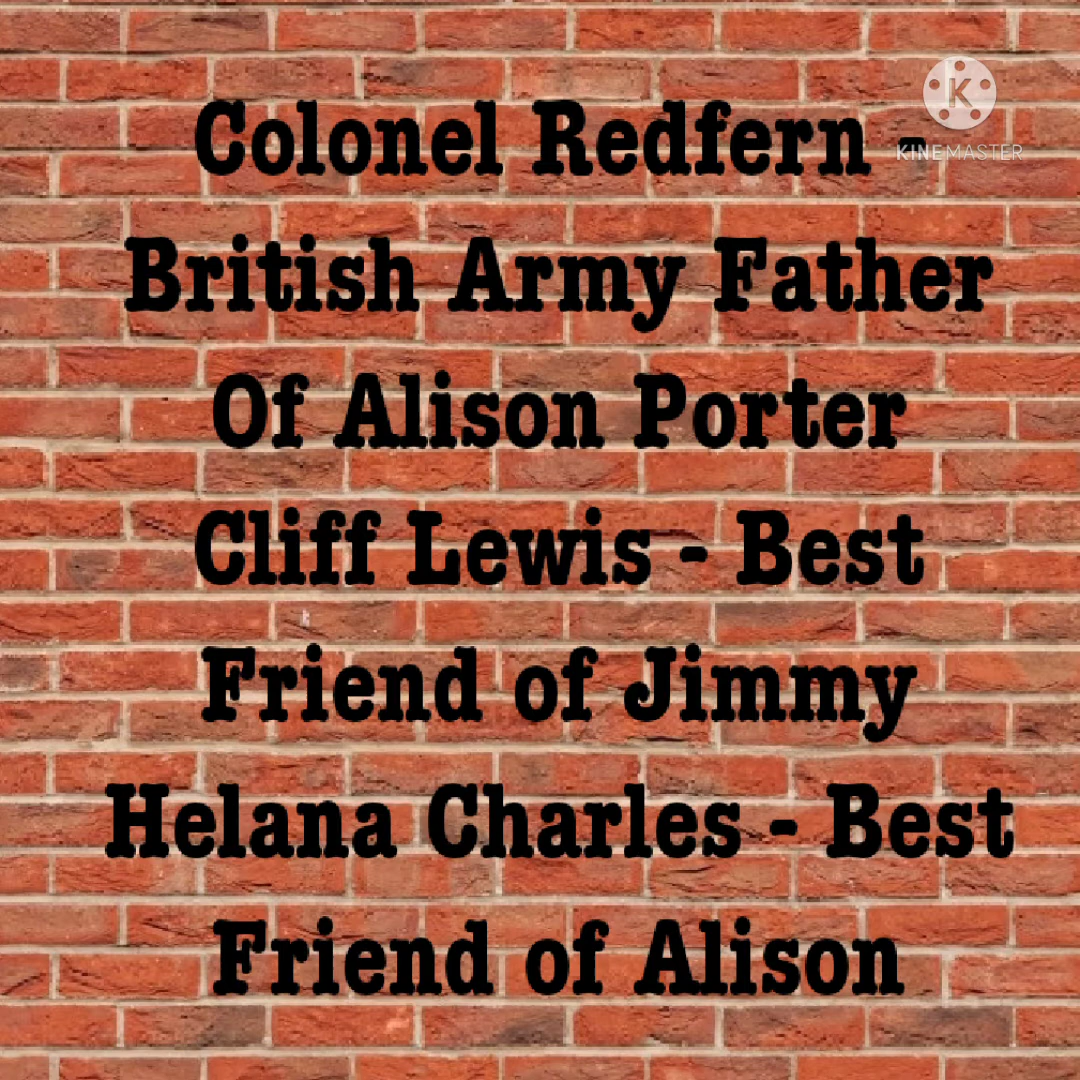 Colonel Redfern -
British Army Father
Of Alison Porter
Cliff Lewis - Best
Friend of Jimmy
Helana Charles - Best
Friend of Alison
K
KINEMASTER